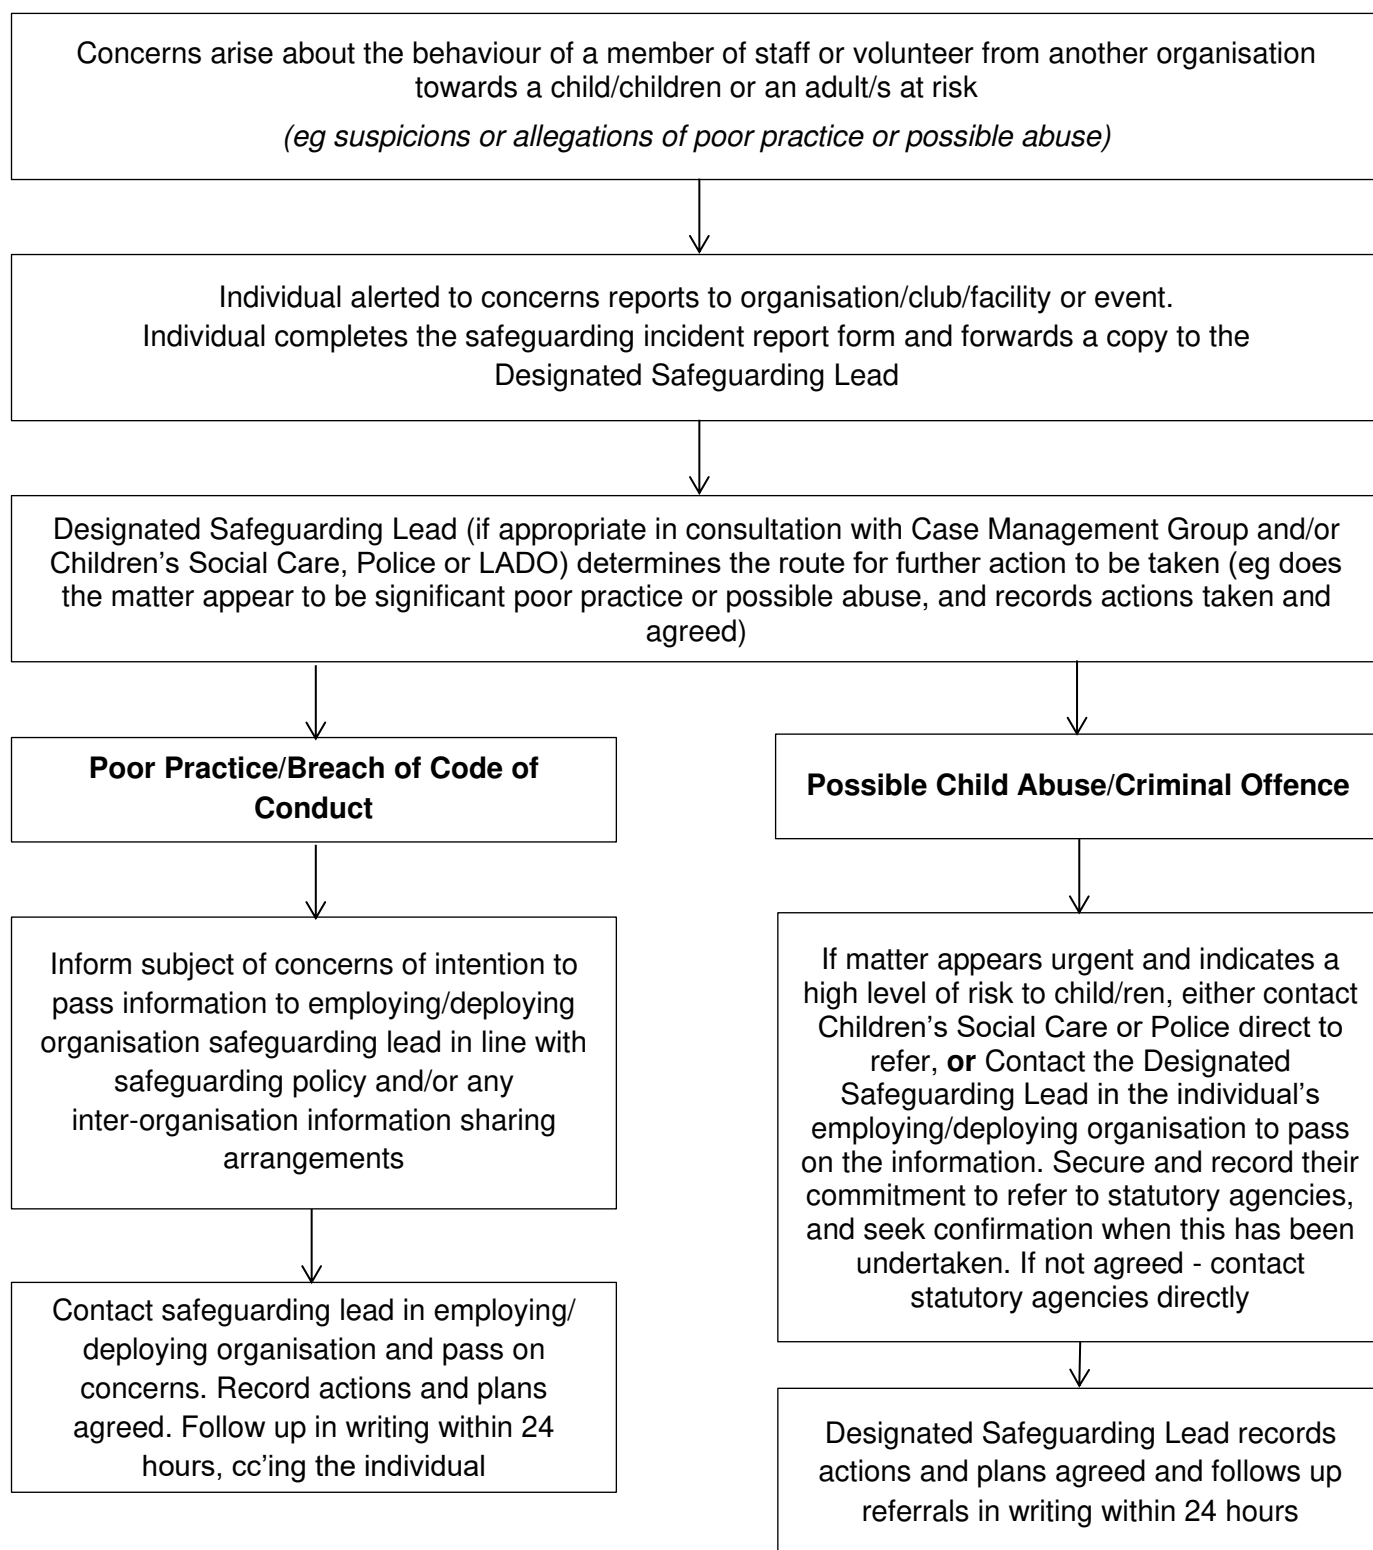 Concerns arise about the behaviour of a member of staff or volunteer from another organisation
towards a child/children or an adult/s at risk
(eg suspicions or allegations of poor practice or possible abuse)
Individual alerted to concerns reports to organisation/club/facility or event.
Individual completes the safeguarding incident report form and forwards a copy to the
Designated Safeguarding Lead
Designated Safeguarding Lead (if appropriate in consultation with Case Management Group and/or
Children’s Social Care, Police or LADO) determines the route for further action to be taken (eg does
the matter appear to be significant poor practice or possible abuse, and records actions taken and
agreed)
Poor Practice/Breach of Code of
Conduct
Inform subject of concerns of intention to
pass information to employing/deploying
organisation safeguarding lead in line with
safeguarding policy and/or any
inter-organisation information sharing
arrangements
Contact safeguarding lead in employing/
deploying organisation and pass on
concerns. Record actions and plans
agreed. Follow up in writing within 24
hours, cc’ing the individual
Possible Child Abuse/Criminal Offence
If matter appears urgent and indicates a
high level of risk to child/ren, either contact
Children’s Social Care or Police direct to
refer, or Contact the Designated
Safeguarding Lead in the individual’s
employing/deploying organisation to pass
on the information. Secure and record their
commitment to refer to statutory agencies,
and seek confirmation when this has been
undertaken. If not agreed - contact
statutory agencies directly
Designated Safeguarding Lead records
actions and plans agreed and follows up
referrals in writing within 24 hours